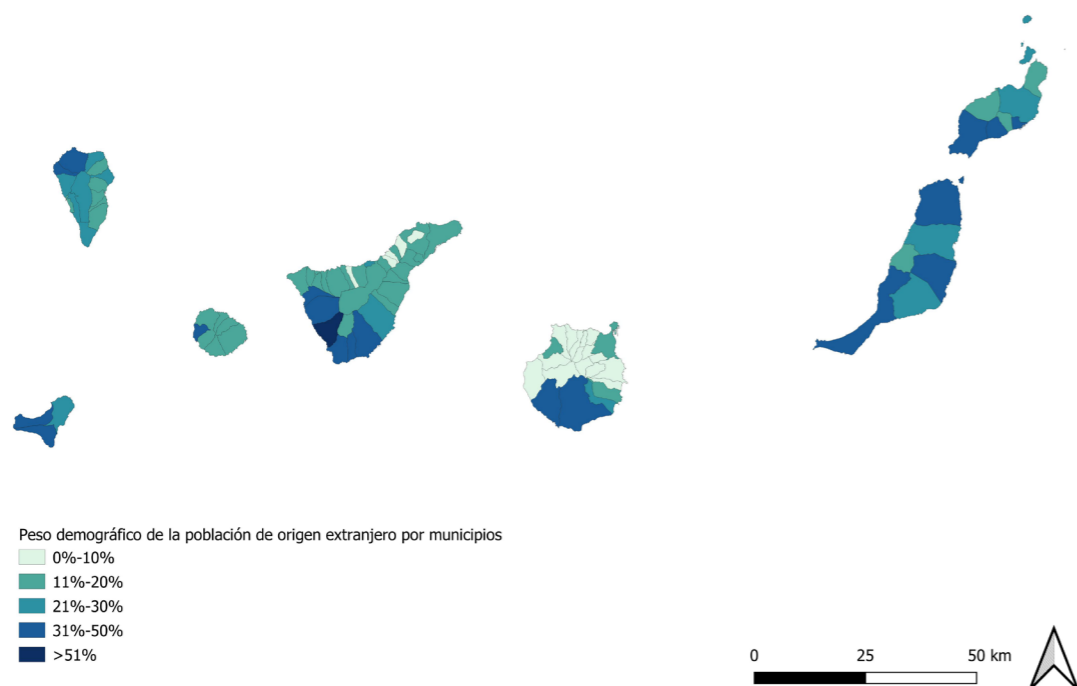 Peso demográfico de la población de origen extranjero por municipios
0%-10%
11%-20%
21%-30%
31%-50%
>51%
0 25 50 km